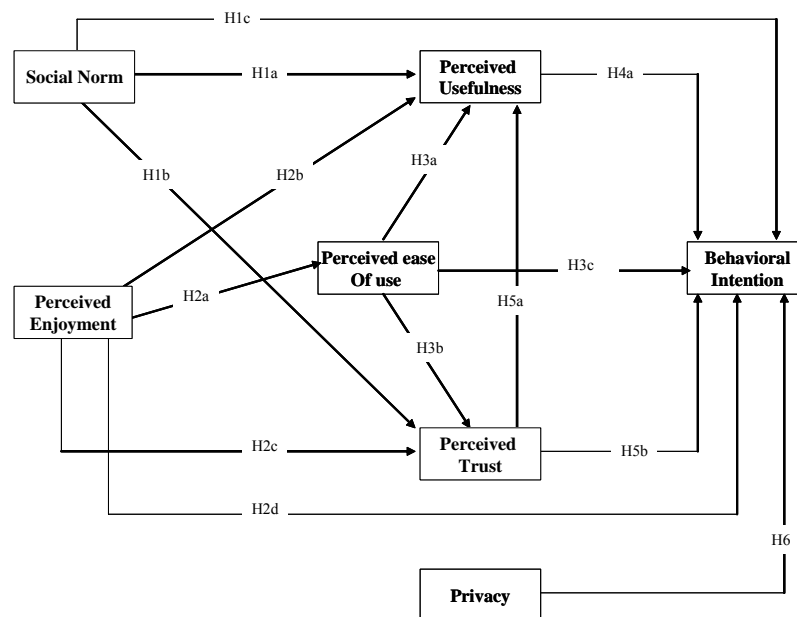 H1c
Social Norm
H1a
Perceived
Usefulness
H4a
H1b
H2b
H3a
Perceived ease
Of use
H3c
Behavioral
Intention
Perceived
Enjoyment
H2a
H5a
H3b
H2c
Perceived
Trust
H5b
H2d
H6
Privacy